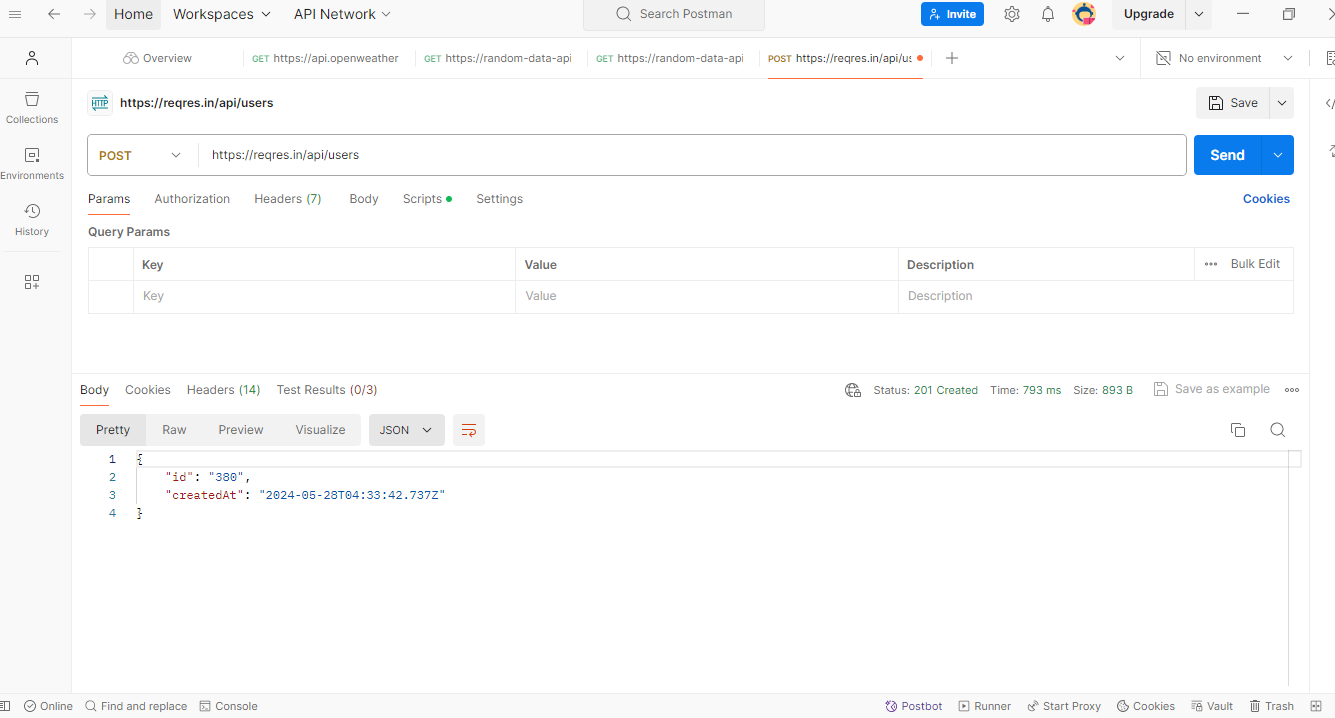 Home Workspaces API Network Search Postman Invite Upgrade
Overview GET https://api.openweather GET https://random-data-api GET https://random-data-api POST https://reqres.in/api/us No environment
HTTP https://reqres.in/api/users Save
Collections
POST https://reqres.in/api/users Send
Environments
Params Authorization Headers (7) Body Scripts Settings Cookies
History
Query Params
Key Value Description Bulk Edit
Key Value Description
Body Cookies Headers (14) Test Results (0/3) Status: 201 Created Time: 793 ms Size: 893 B Save as example
Pretty Raw Preview Visualize JSON
1 {
2 "id": "380",
3 "createdAt": "2024-05-28T04:33:42.737Z"
4 }
Online Find and replace Console Postbot Runner Start Proxy Cookies Vault Trash